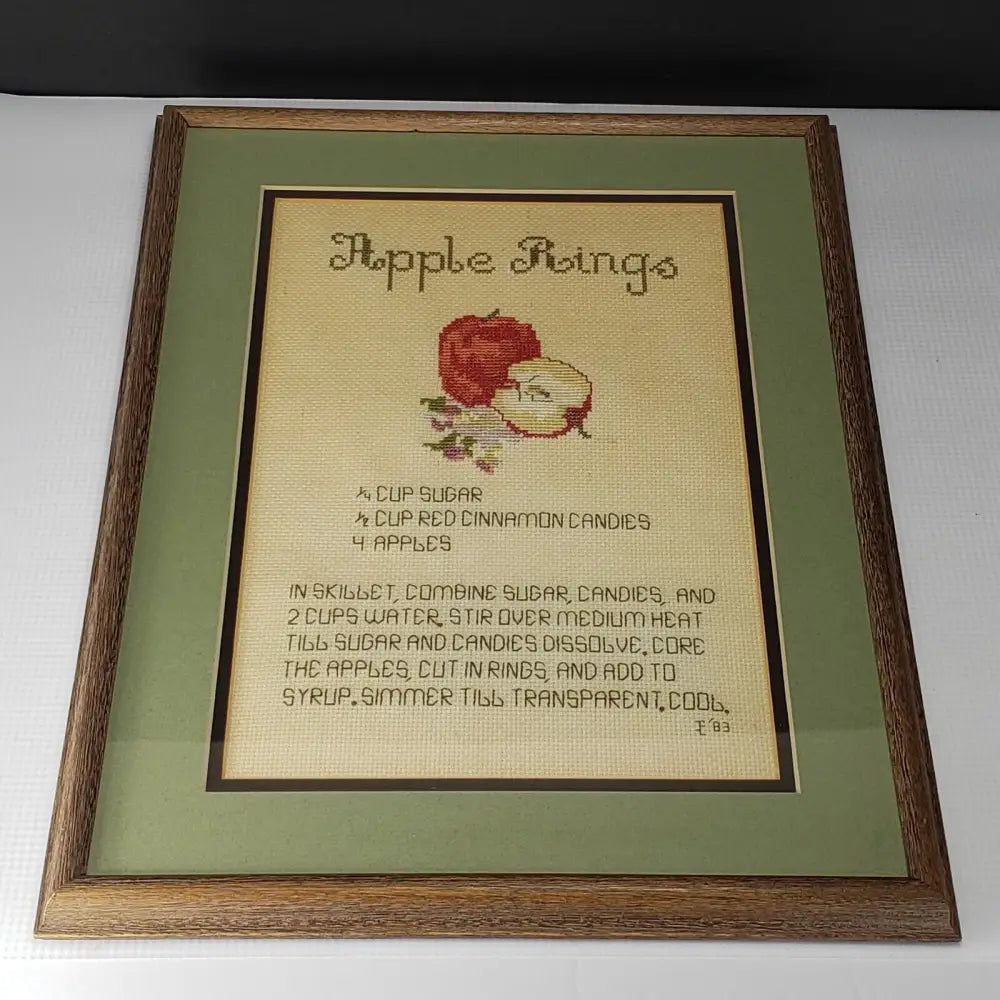 Apple Rings
1/4 CUP SUGAR
1/2 CUP RED CINNAMON CANDIES
4 APPLES
IN SKILLET, COMBINE SUGAR, CANDIES, AND
2 CUPS WATER. STIR OVER MEDIUM HEAT
TILL SUGAR AND CANDIES DISSOLVE. CORE
THE APPLES, CUT IN RINGS, AND ADD TO
SYRUP. SIMMER TILL TRANSPARENT. COOL.
'83